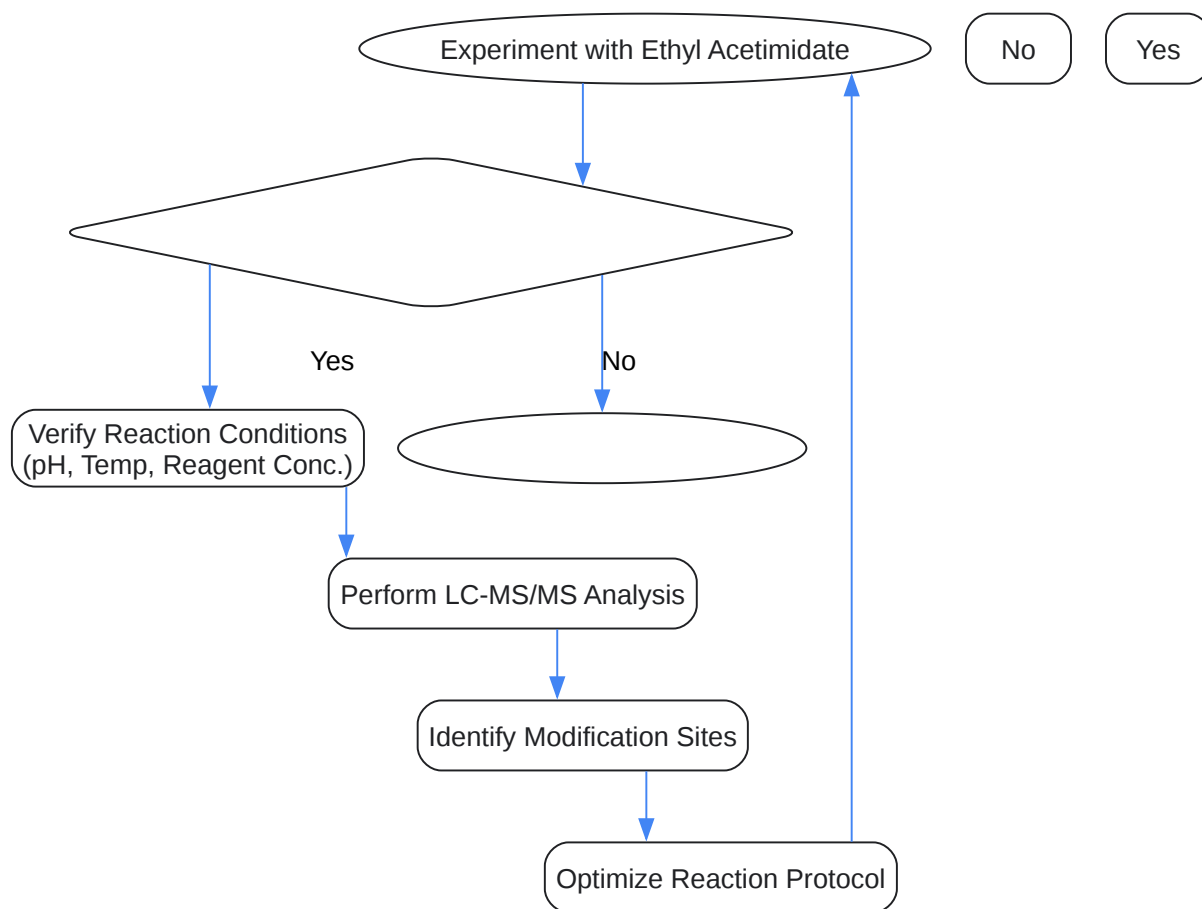 Experiment with Ethyl Acetimidate
No
Yes
Yes
No
Verify Reaction Conditions
(pH, Temp, Reagent Conc.)
Perform LC-MS/MS Analysis
Identify Modification Sites
Optimize Reaction Protocol